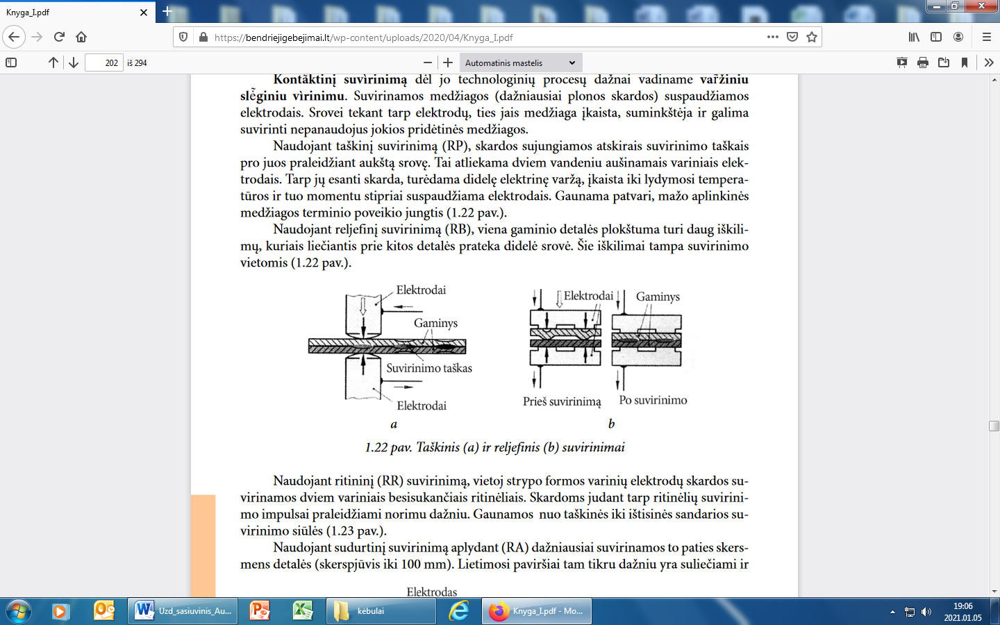 Knyga_I.pdf
https://bendriejigebejimai.lt/wp-content/uploads/2020/04/Knyga_I.pdf
202 iš 294
Automatinis mastelis
Kontãktinį suvìrinimą dėl jo technologinių procesų dažnai vadiname var̃žiniu
slė̃giniu vìrinimu. Suvirinamos medžiagos (dažniausiai plonos skardos) suspaudžiamos
elektrodais. Srovei tekant tarp elektrodų, ties jais medžiaga įkaista, suminkštėja ir galima
suvirinti nepanaudojus jokios pridėtinės medžiagos.
Naudojant taškinį suvirinimą (RP), skardos sujungiamos atskirais suvirinimo taškais
pro juos praleidžiant aukštą srovę. Tai atliekama dviem vandeniu aušinamais variniais elek-
trodais. Tarp jų esanti skarda, turėdama didelę elektrinę varžą, įkaista iki lydymosi tempera-
tūros ir tuo momentu stipriai suspaudžiama elektrodais. Gaunama patvari, mažo aplinkinės
medžiagos terminio poveikio jungtis (1.22 pav.).
Naudojant reljefinį suvirinimą (RB), viena gaminio detalės plokštuma turi daug iškili-
mų, kuriais liečiantis prie kitos detalės prateka didelė srovė. Šie iškilimai tampa suvirinimo
vietomis (1.22 pav.).
Elektrodai
Gaminys
Suvirinimo taškas
Elektrodai
a
Elektrodai
Gaminys
Prieš suvirinimą
Po suvirinimo
b
1.22 pav. Taškinis (a) ir reljefinis (b) suvirinimai
Naudojant ritininį (RR) suvirinimą, vietoj strypo formos varinių elektrodų skardos su-
virinamos dviem variniais besisukančiais ritinėliais. Skardoms judant tarp ritinėlių suvirini-
mo impulsai praleidžiami norimu dažniu. Gaunamos nuo taškinės iki ištisinės sandarios su-
virinimo siūlės (1.23 pav.).
Naudojant sudurtinį suvirinimą aplydant (RA) dažniausiai suvirinamos to paties skers-
mens detalės (skerspjūvis iki 100 mm). Lietimosi paviršiai tam tikru dažniu yra suliečiami ir
Elektrodas
Uzd_sasiuvinis_Au...
kėbulai
Knyga_I.pdf - Mo...
19:06
2021.01.05